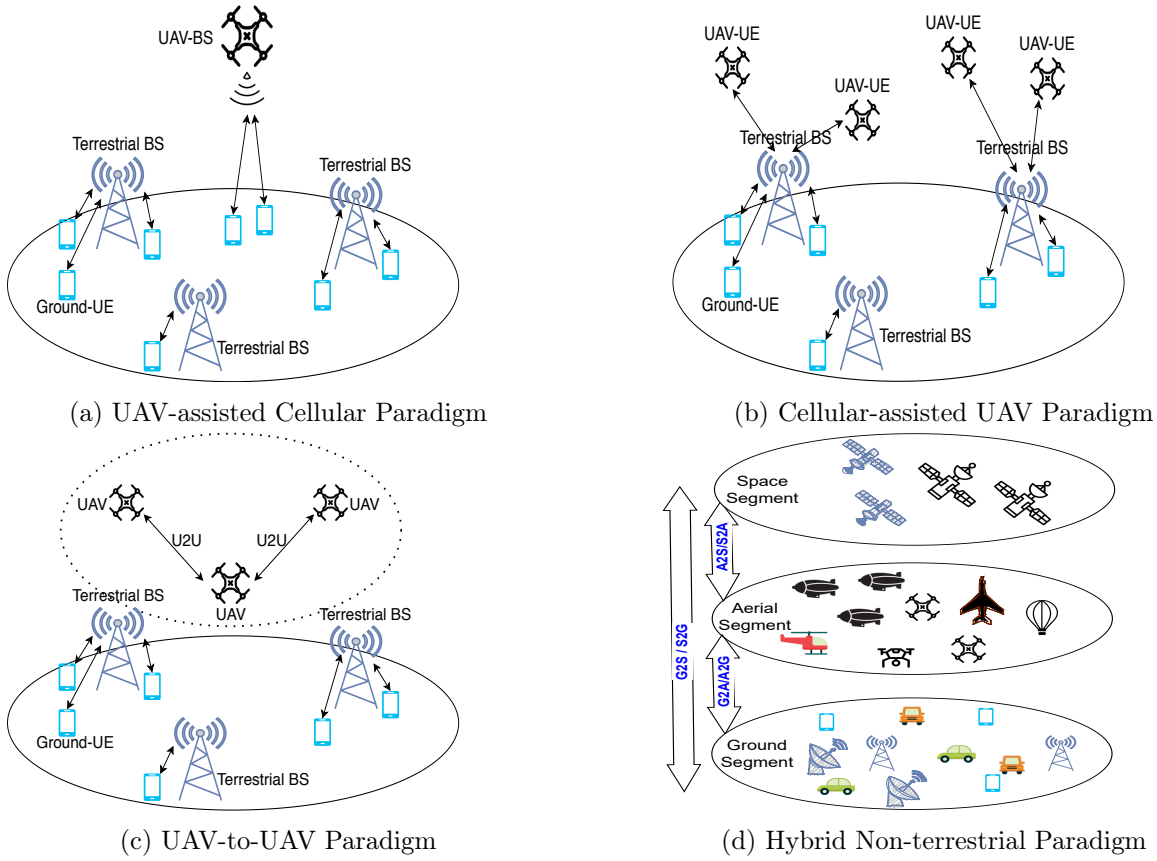 UAV-BS
Terrestrial BS
Terrestrial BS
Ground-UE
Terrestrial BS
(a) UAV-assisted Cellular Paradigm
UAV-UE
UAV-UE
UAV-UE
UAV-UE
Terrestrial BS
Terrestrial BS
Ground-UE
Terrestrial BS
(b) Cellular-assisted UAV Paradigm
UAV
UAV
U2U
U2U
UAV
Terrestrial BS
Terrestrial BS
Ground-UE
Terrestrial BS
(c) UAV-to-UAV Paradigm
Space
Segment
A2S/S2A
G2S / S2G
Aerial
Segment
G2A/A2G
Ground
Segment
(d) Hybrid Non-terrestrial Paradigm